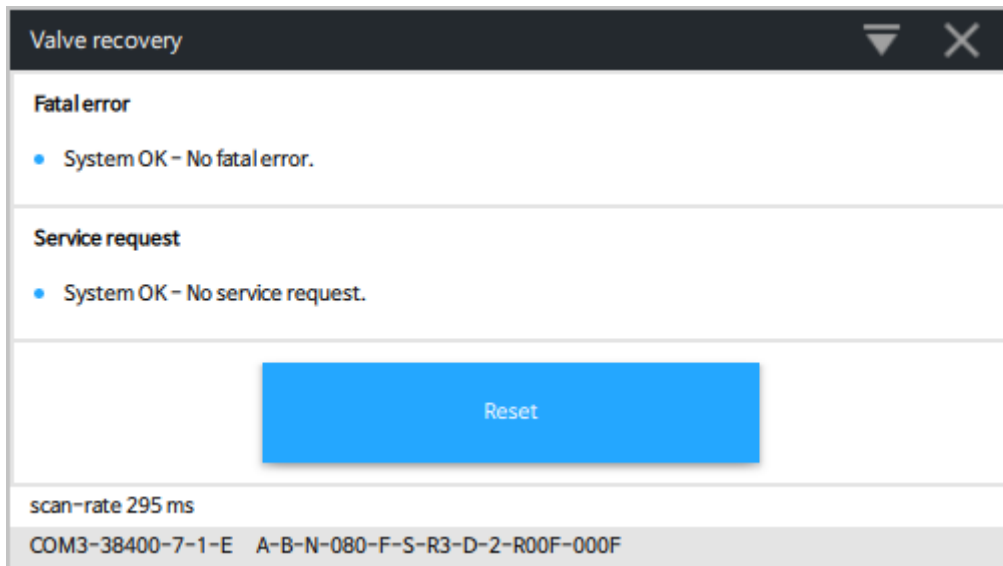 Valve recovery
Fatal error
System OK - No fatal error.
Service request
System OK - No service request.
Reset
scan-rate 295 ms
COM3-38400-7-1-E A-B-N-080-F-S-R3-D-2-R00F-000F